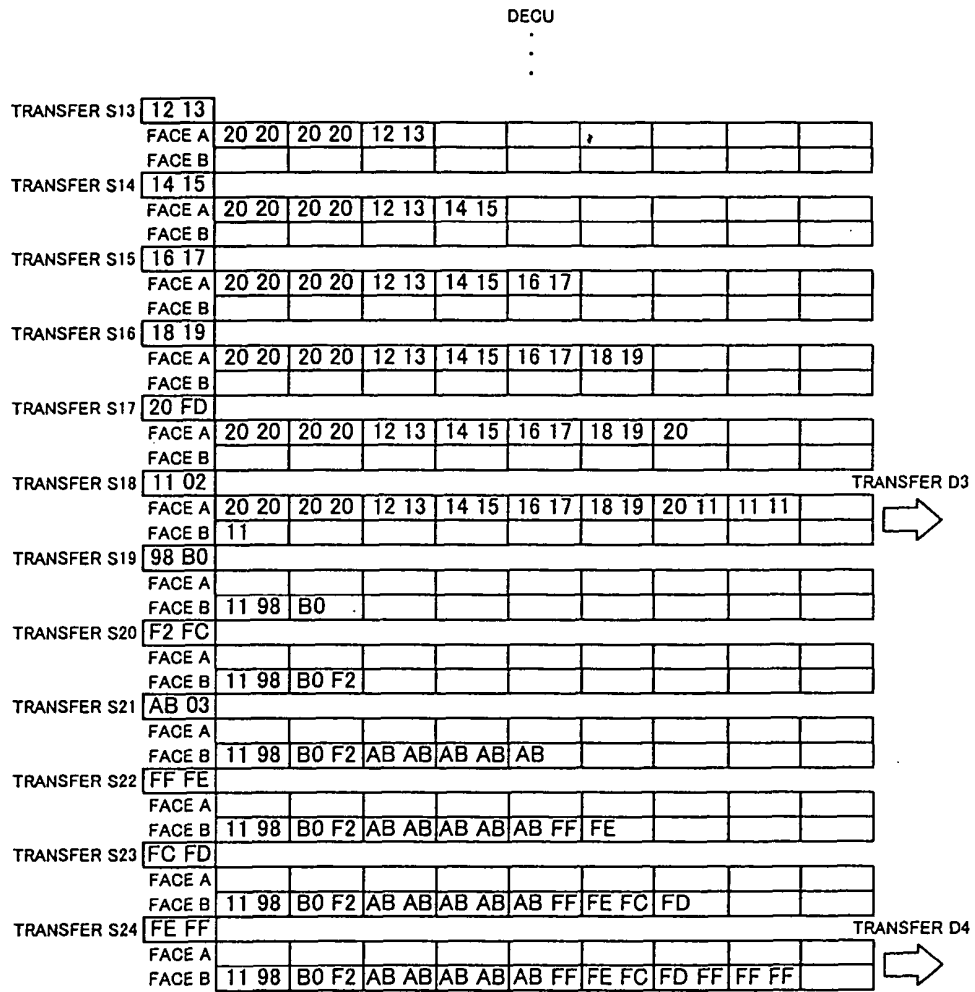 DECU
TRANSFER S13 12 13
FACE A 20 20 20 20 12 13
FACE B
TRANSFER S14 14 15
FACE A 20 20 20 20 12 13 14 15
FACE B
TRANSFER S15 16 17
FACE A 20 20 20 20 12 13 14 15 16 17
FACE B
TRANSFER S16 18 19
FACE A 20 20 20 20 12 13 14 15 16 17 18 19
FACE B
TRANSFER S17 20 FD
FACE A 20 20 20 20 12 13 14 15 16 17 18 19 20
FACE B
TRANSFER S18 11 02 TRANSFER D3
FACE A 20 20 20 20 12 13 14 15 16 17 18 19 20 11 11 11
FACE B 11
TRANSFER S19 98 B0
FACE A
FACE B 11 98 B0
TRANSFER S20 F2 FC
FACE A
FACE B 11 98 B0 F2
TRANSFER S21 AB 03
FACE A
FACE B 11 98 B0 F2 AB AB AB AB AB
TRANSFER S22 FF FE
FACE A
FACE B 11 98 B0 F2 AB AB AB AB AB FF FE
TRANSFER S23 FC FD
FACE A
FACE B 11 98 B0 F2 AB AB AB AB AB FF FE FC FD
TRANSFER S24 FE FF TRANSFER D4
FACE A
FACE B 11 98 B0 F2 AB AB AB AB AB FF FE FC FD FF FF FF